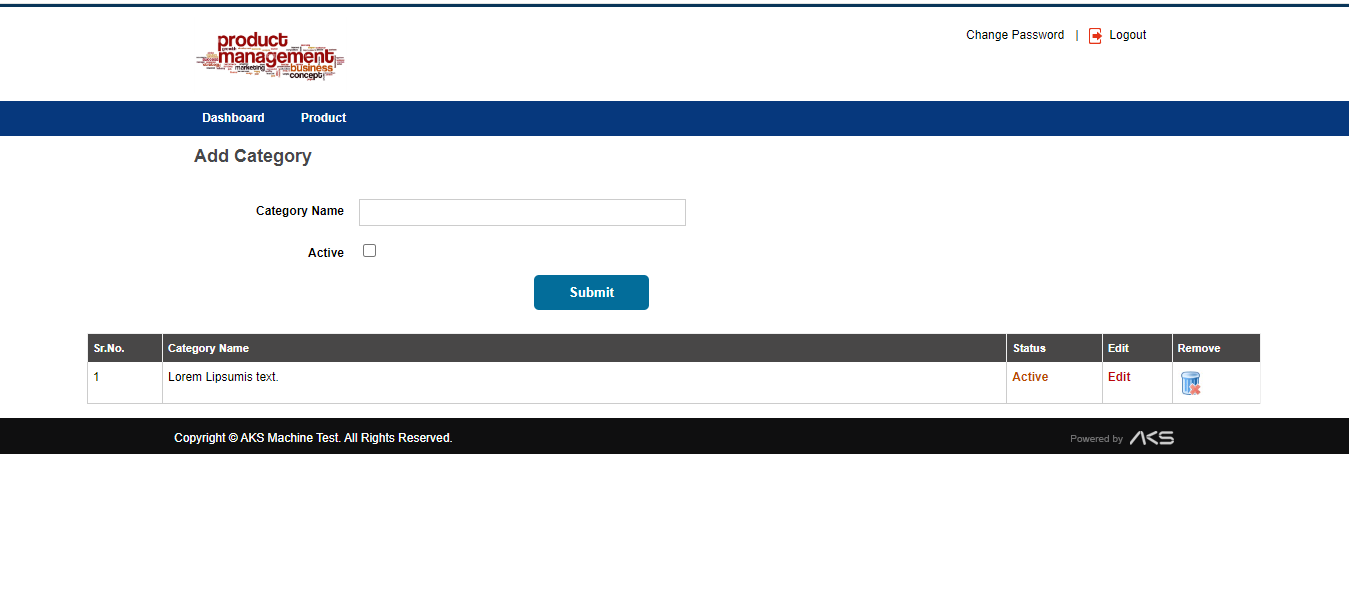 product
growth
management
marketing business
concept
Change Password | Logout
Dashboard Product
Add Category
Category Name
Active
Submit
Sr.No. Category Name Status Edit Remove
1 Lorem Lipsumis text. Active Edit
Copyright © AKS Machine Test. All Rights Reserved.
Powered by AKS